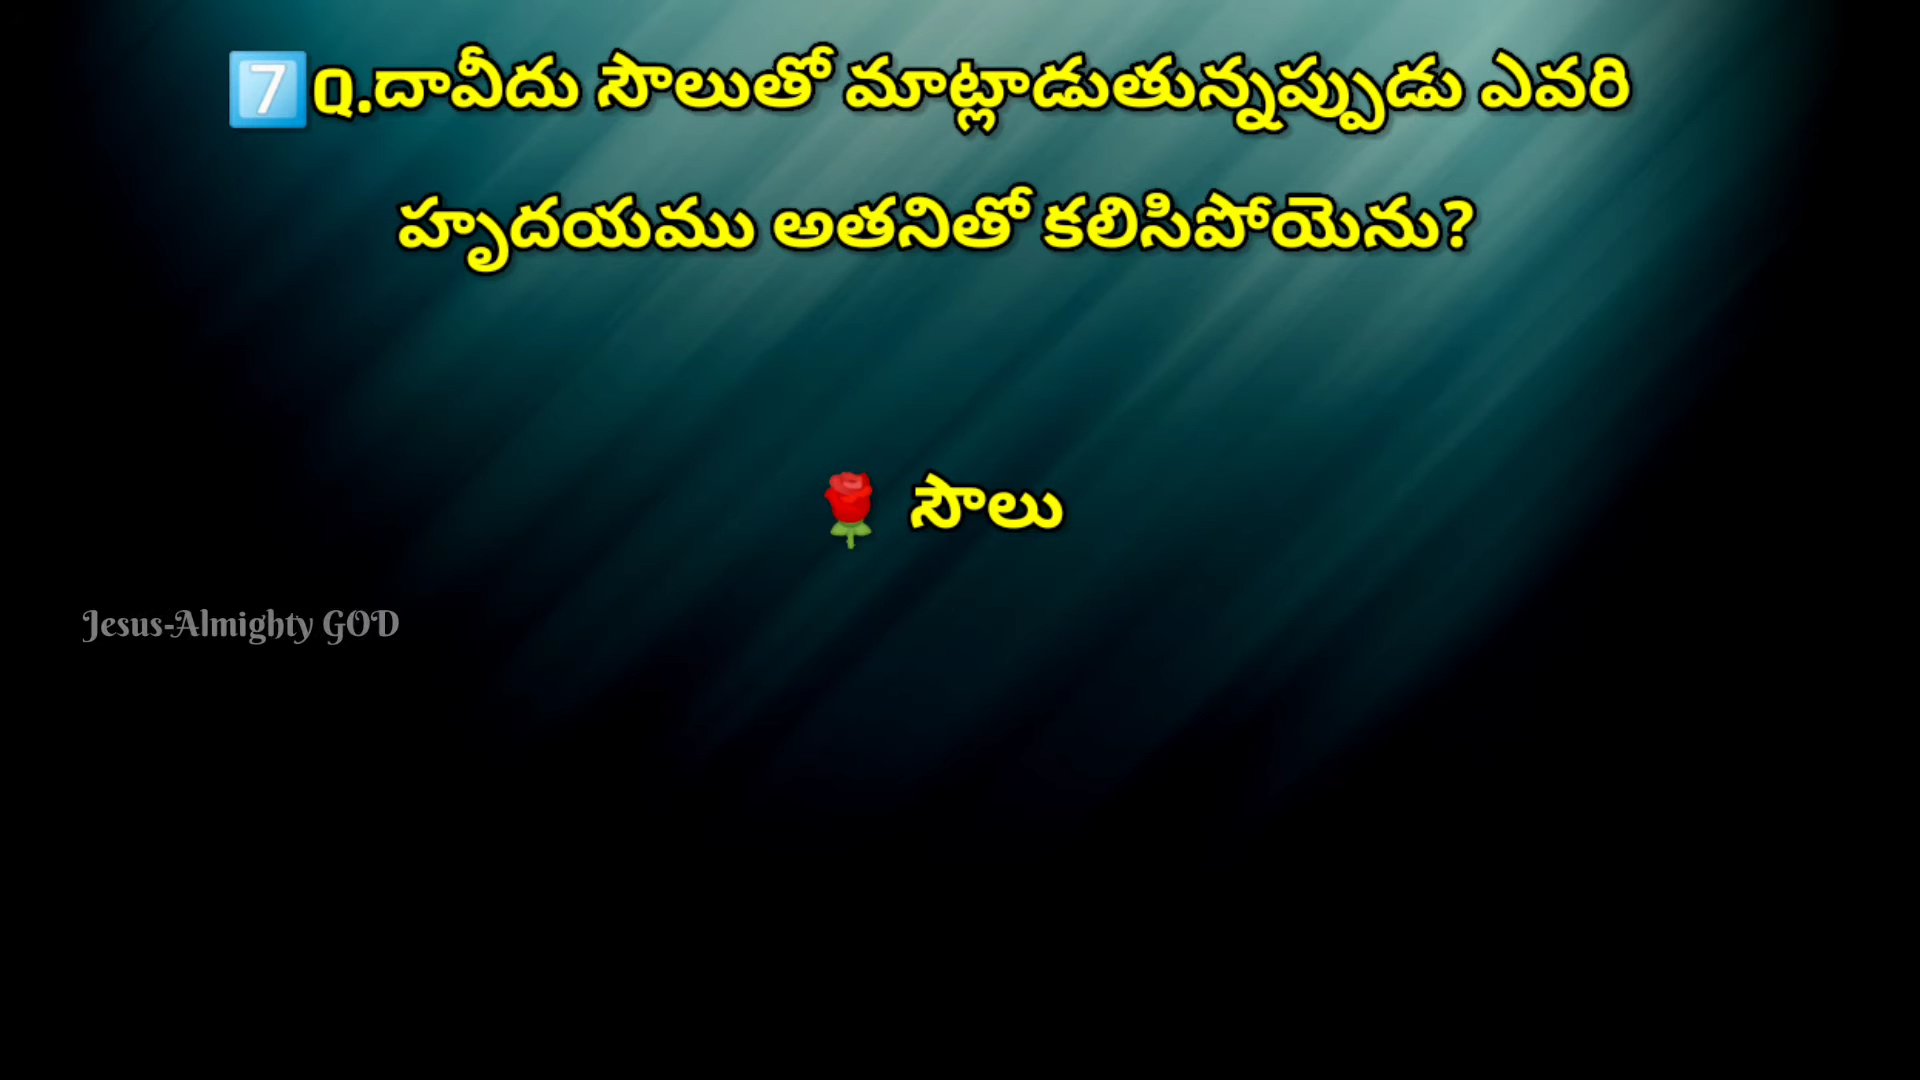 7️⃣Q.దావీదు సౌలుతో మాట్లాడుతున్నప్పుడు ఎవరి
హృదయము అతనితో కలిసిపోయెను?
🌹 సౌలు
Jesus-Almighty GOD